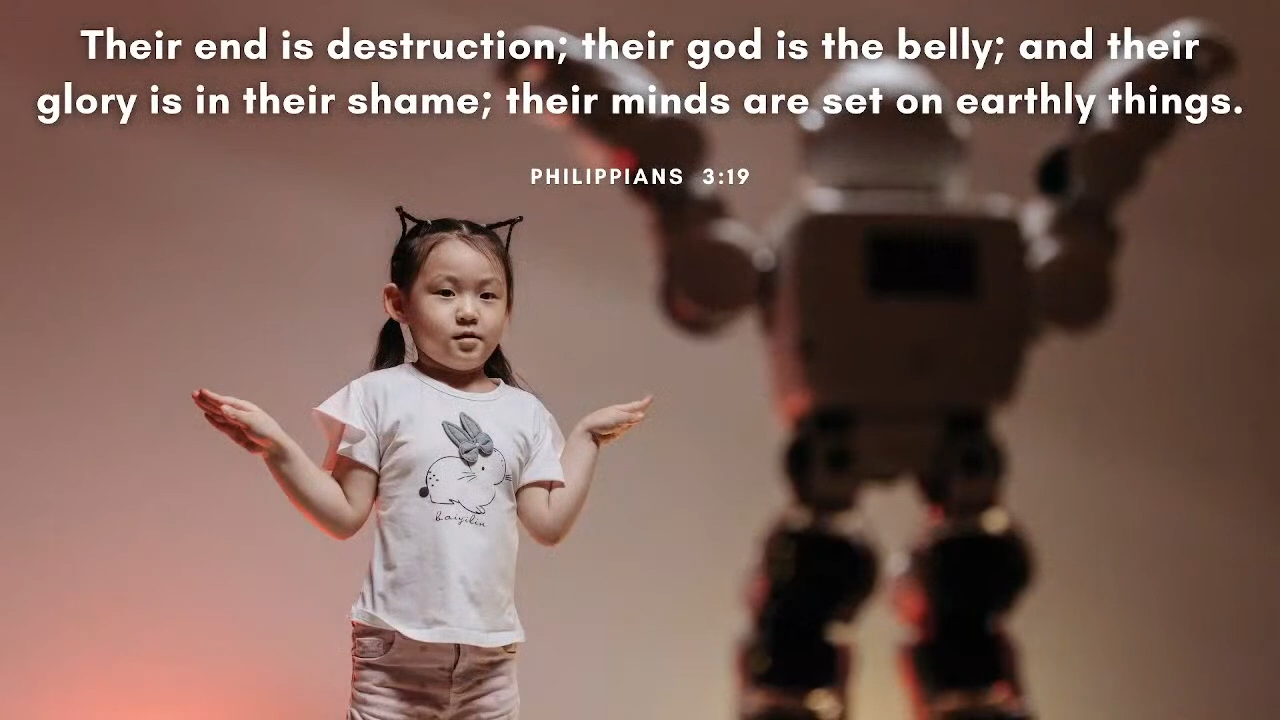 Their end is destruction; their god is the belly; and their
glory is in their shame; their minds are set on earthly things.
PHILIPPIANS 3:19
baiyilin